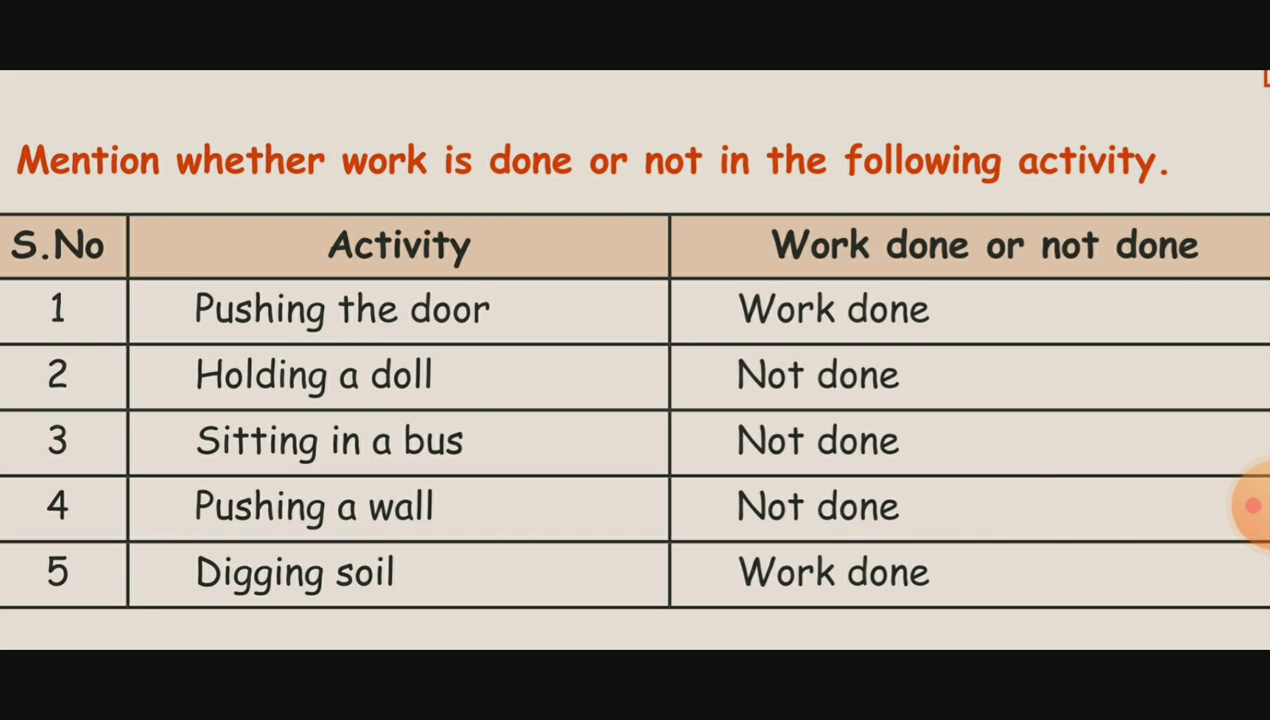 Mention whether work is done or not in the following activity.
S.No Activity Work done or not done
1 Pushing the door Work done
2 Holding a doll Not done
3 Sitting in a bus Not done
4 Pushing a wall Not done
5 Digging soil Work done